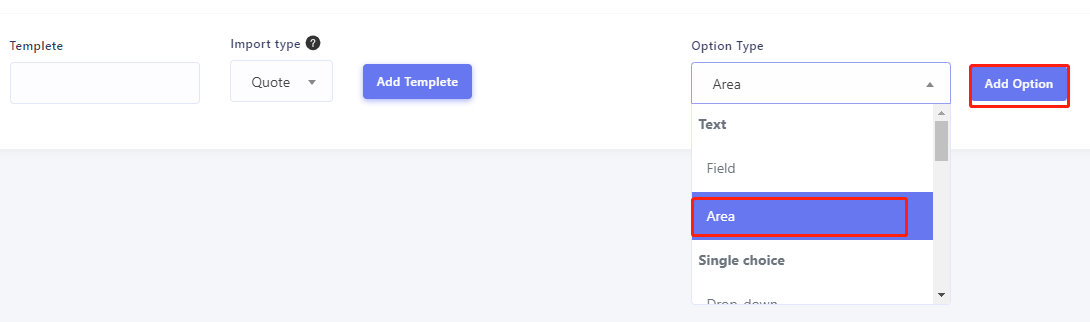 Templete
Import type ?
Option Type
Quote
Add Templete
Area
Add Option
Text
Field
Area
Single choice
Drop-down